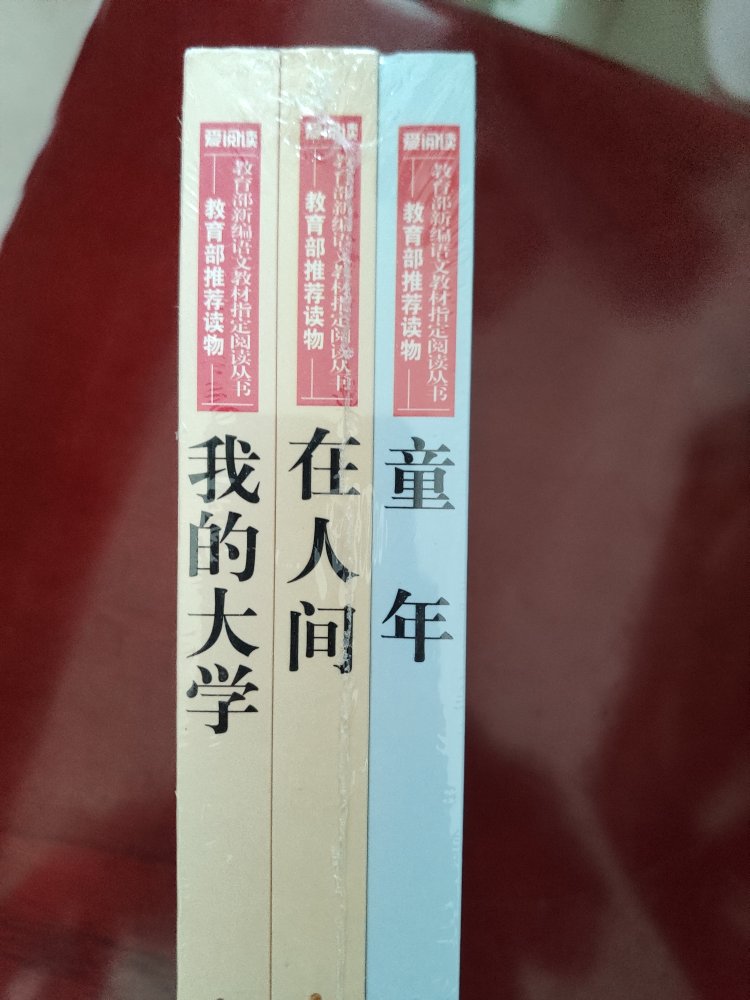 爱阅读
教育部新编语文教材指定阅读丛书
教育部推荐读物
我的大学
爱阅读
教育部新编语文教材指定阅读丛书
教育部推荐读物
在人间
爱阅读
教育部新编语文教材指定阅读丛书
教育部推荐读物
童年